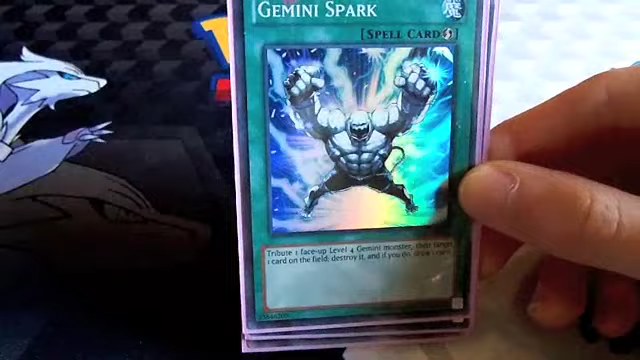 GEMINI SPARK
魔
[SPELL CARD
Tribute 1 face-up Level 4 Gemini monster, then target
1 card on the field; destroy it, and if you do, draw 1 card.